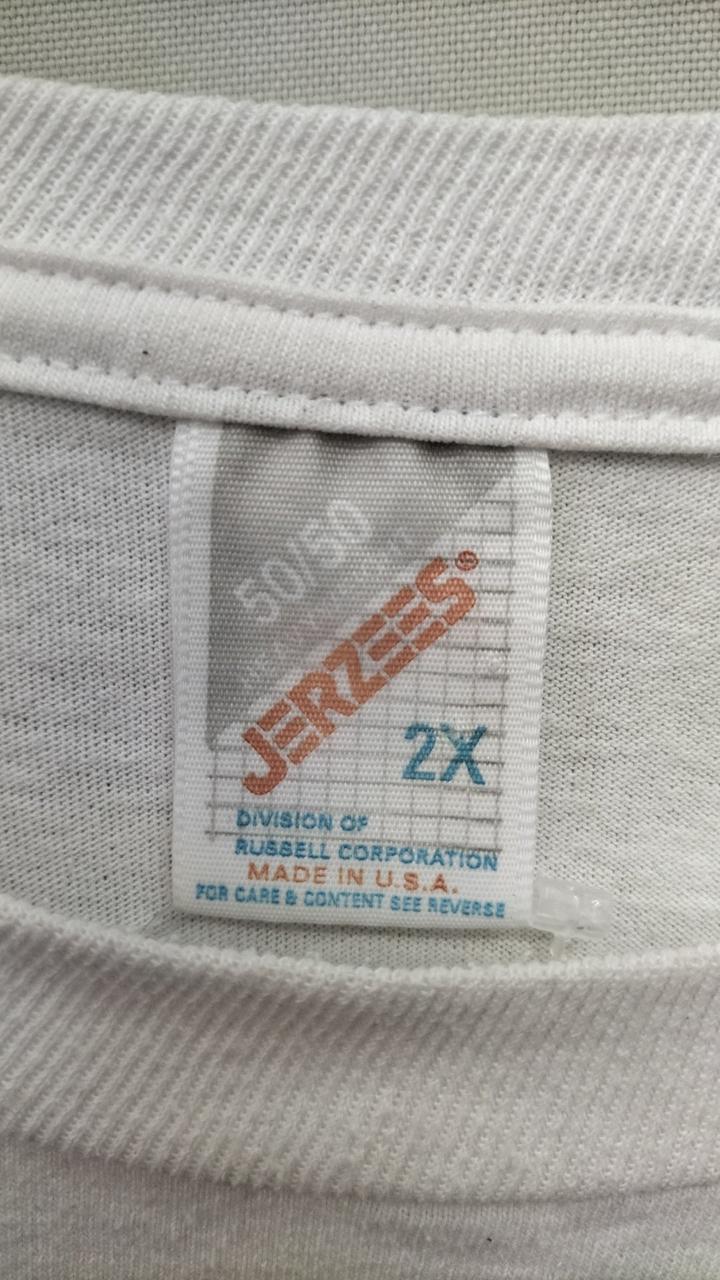 50/50
JERZEES®
2X
DIVISION OF
RUSSELL CORPORATION
MADE IN U.S.A.
FOR CARE & CONTENT SEE REVERSE